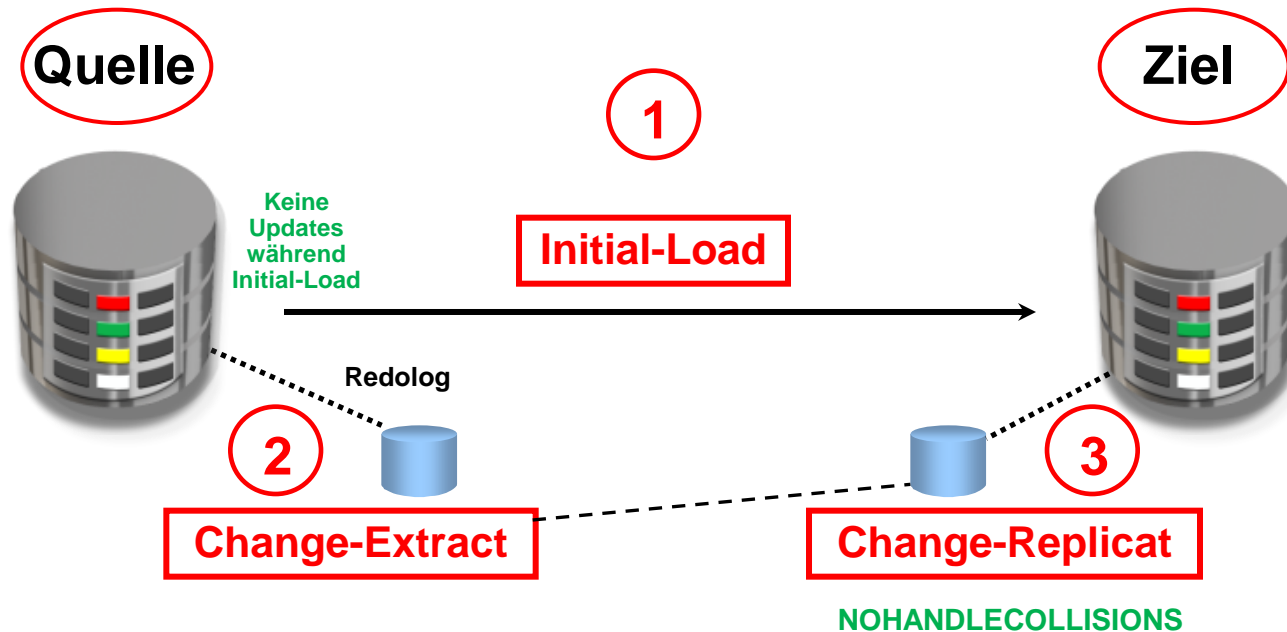 Quelle
Ziel
1
Keine
Updates
während
Initial-Load
Initial-Load
Redolog
2
3
Change-Extract
Change-Replicat
NOHANDLECOLLISIONS